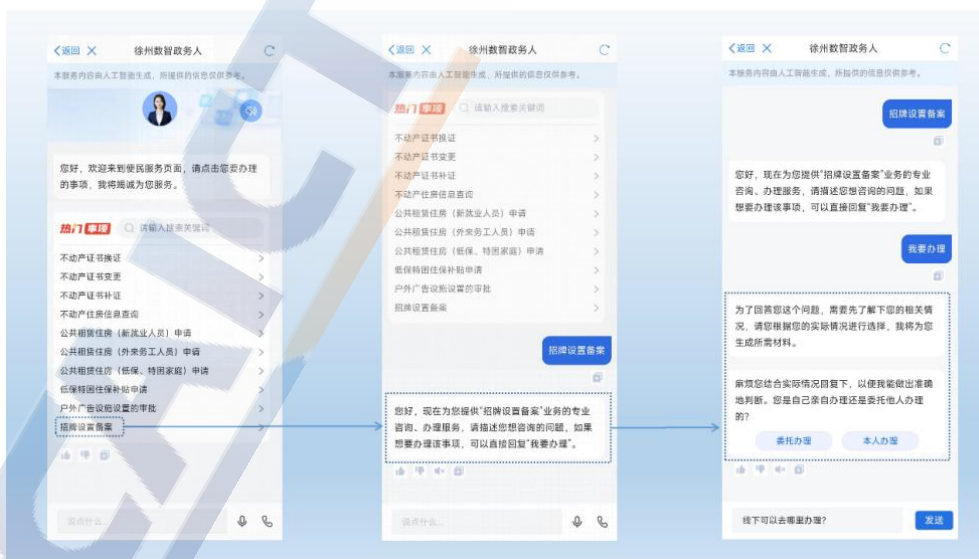 返回 徐州数智政务人
本服务内容由人工智能生成，所提供的信息仅供参考。
您好，欢迎来到便民服务页面，请点击您要办理
的事项，我将竭诚为您服务。
热门事项 请输入搜索关键词
不动产证书换证
不动产证书变更
不动产证书补证
不动产住房信息查询
公共租赁住房（新就业人员）申请
公共租赁住房（外来务工人员）申请
公共租赁住房（低保、特困家庭）申请
低保特困住保补贴申请
户外广告设施设置的审批
招牌设置备案
说点什么...
返回 徐州数智政务人
本服务内容由人工智能生成，所提供的信息仅供参考。
热门事项 请输入搜索关键词
不动产证书换证
不动产证书变更
不动产证书补证
不动产住房信息查询
公共租赁住房（新就业人员）申请
公共租赁住房（外来务工人员）申请
公共租赁住房（低保、特困家庭）申请
低保特困住保补贴申请
户外广告设施设置的审批
招牌设置备案
招牌设置备案
您好，现在为您提供“招牌设置备案”业务的专业
咨询、办理服务，请描述您想咨询的问题，如果
想要办理该事项，可以直接回复“我要办理”。
说点什么...
返回 徐州数智政务人
本服务内容由人工智能生成，所提供的信息仅供参考。
招牌设置备案
您好，现在为您提供“招牌设置备案”业务的专业
咨询、办理服务，请描述您想咨询的问题，如果
想要办理该事项，可以直接回复“我要办理”。
我要办理
为了回答您这个问题，需要先了解下您的相关情
况，请您根据您的实际情况进行选择，我将为您
生成所需材料。
麻烦您结合实际情况回复下，以便我能做出准确
地判断。您是自己亲自办理还是委托他人办理
的？
委托办理 本人办理
线下可以去哪里办理？ 发送